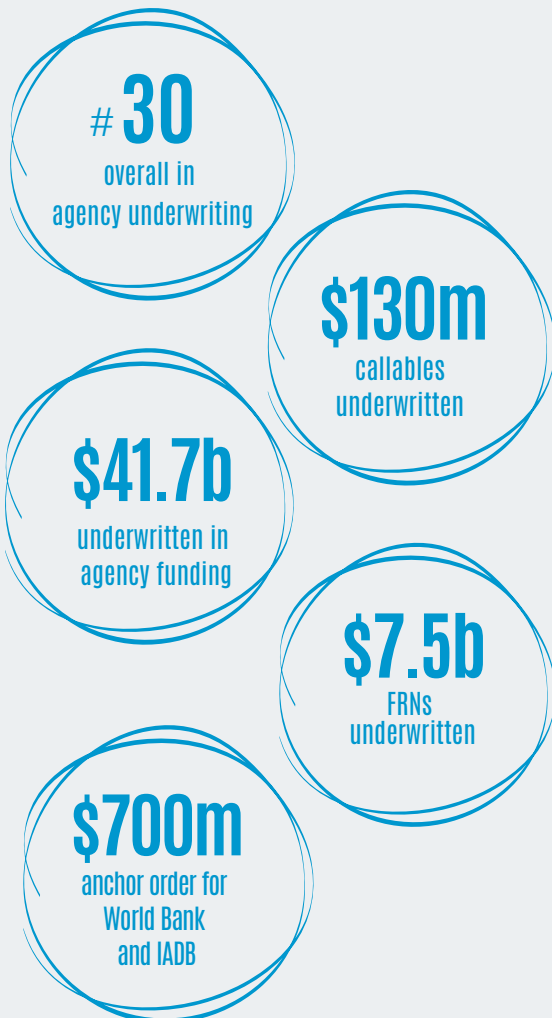 #30
overall in
agency underwriting
$130m
callables
underwritten
$41.7b
underwritten in
agency funding
$7.5b
FRNs
underwritten
$700m
anchor order for
World Bank
and IADB